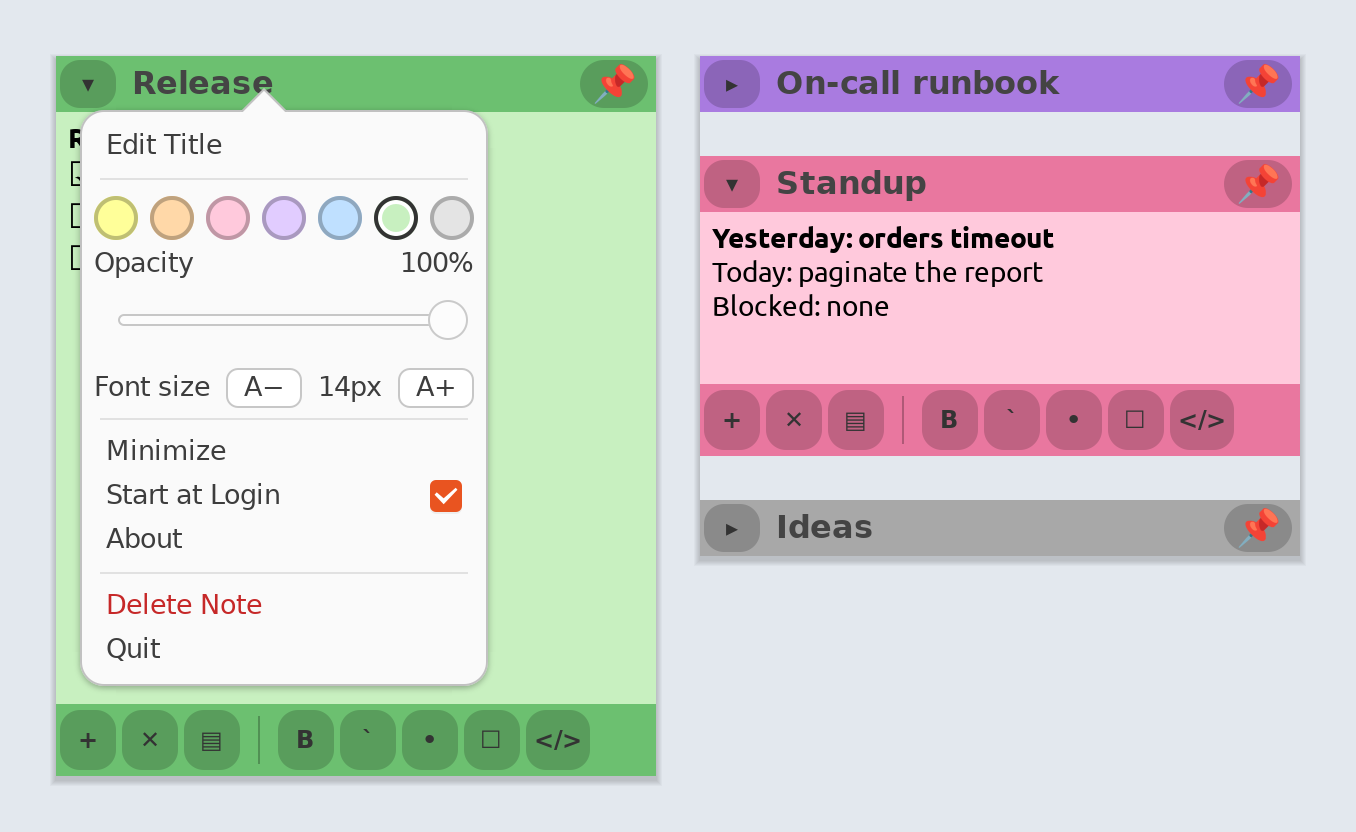 Release
Edit Title
Opacity 100%
Font size A− 14px A+
Minimize
Start at Login
About
Delete Note
Quit
+ ✕ ▤ B ` • ☐ </>
On-call runbook
Standup
Yesterday: orders timeout
Today: paginate the report
Blocked: none
+ ✕ ▤ B ` • ☐ </>
Ideas